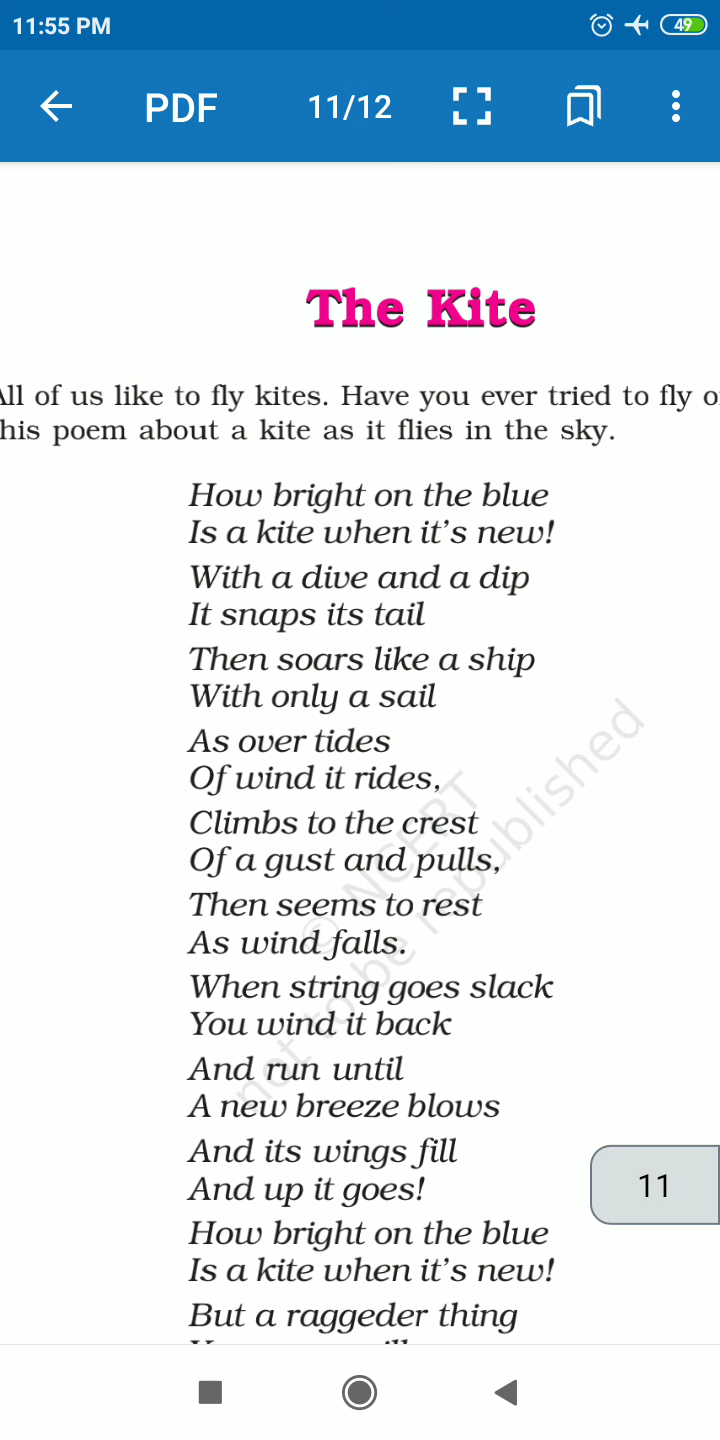 11:55 PM
49
PDF
11/12
The Kite
All of us like to fly kites. Have you ever tried to fly
his poem about a kite as it flies in the sky.
How bright on the blue
Is a kite when it's new!
With a dive and a dip
It snaps its tail
Then soars like a ship
With only a sail
As over tides
Of wind it rides,
Climbs to the crest
Of a gust and pulls,
Then seems to rest
As wind falls.
When string goes slack
You wind it back
And run until
A new breeze blows
And its wings fill
And up it goes!
How bright on the blue
Is a kite when it's new!
But a raggeder thing
11
© NCERT
not to be republished